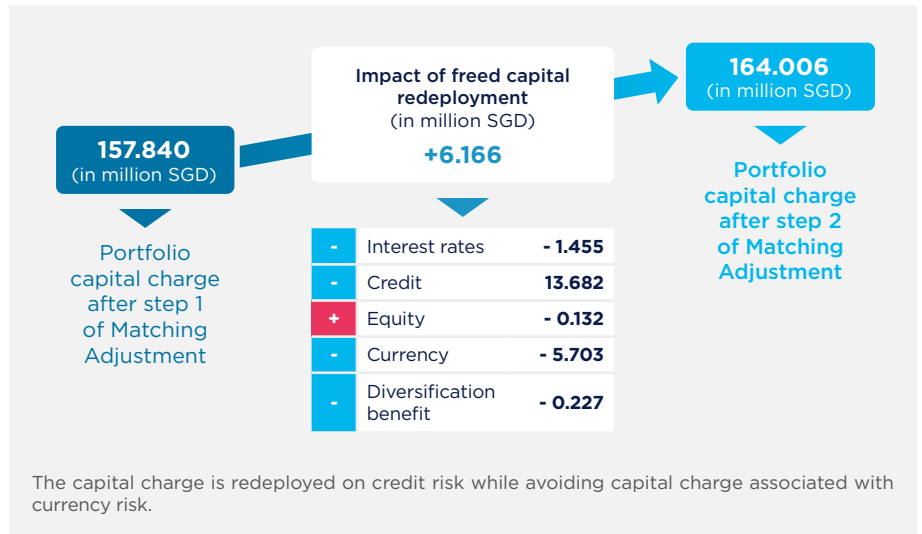 157.840
(in million SGD)
Portfolio
capital charge
after step 1
of Matching
Adjustment
Impact of freed capital
redeployment
(in million SGD)
+6.166
- Interest rates - 1.455
- Credit 13.682
+ Equity - 0.132
- Currency - 5.703
- Diversification
benefit - 0.227
164.006
(in million SGD)
Portfolio
capital charge
after step 2
of Matching
Adjustment
The capital charge is redeployed on credit risk while avoiding capital charge associated with
currency risk.